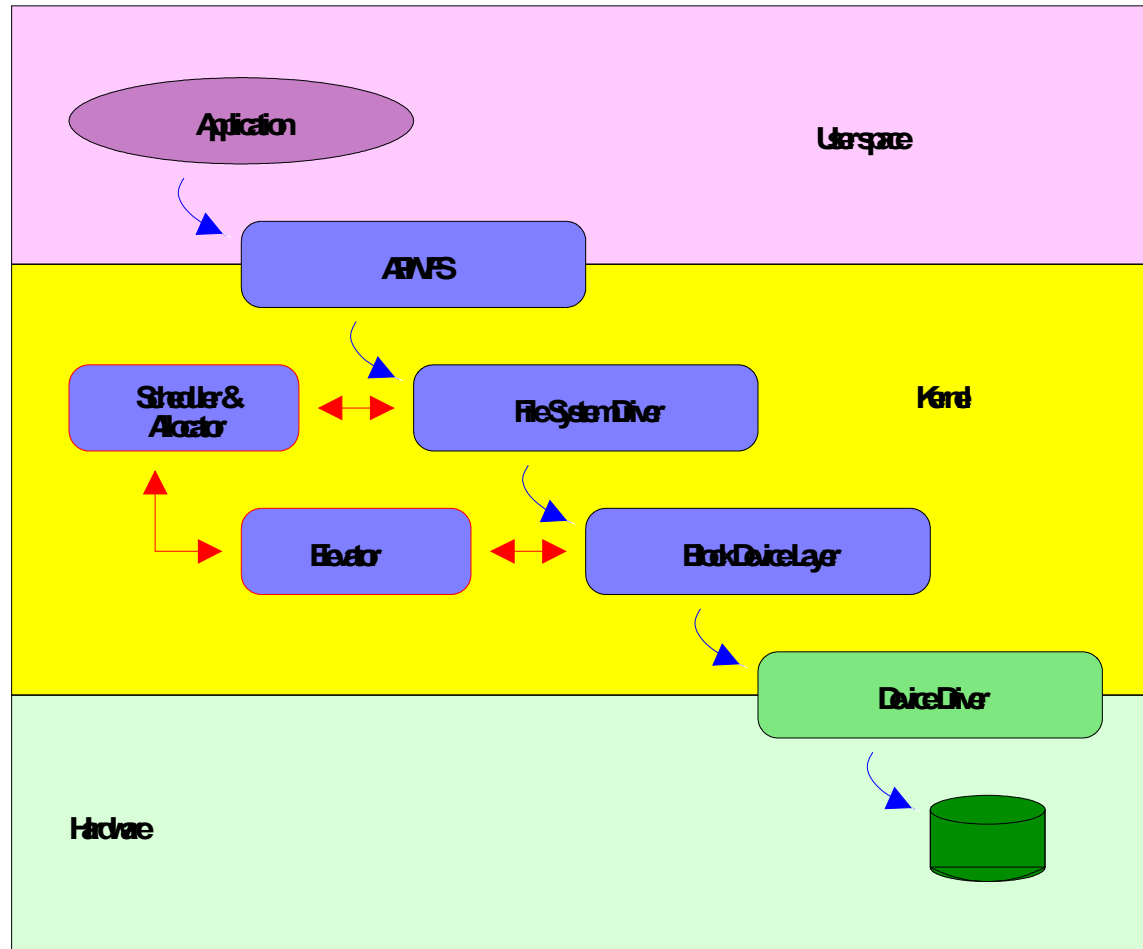 Application
Userspace
API/VFS
Scheduler &
Allocator
File System Driver
Kernel
Elevator
Block Device Layer
Device Driver
Hardware